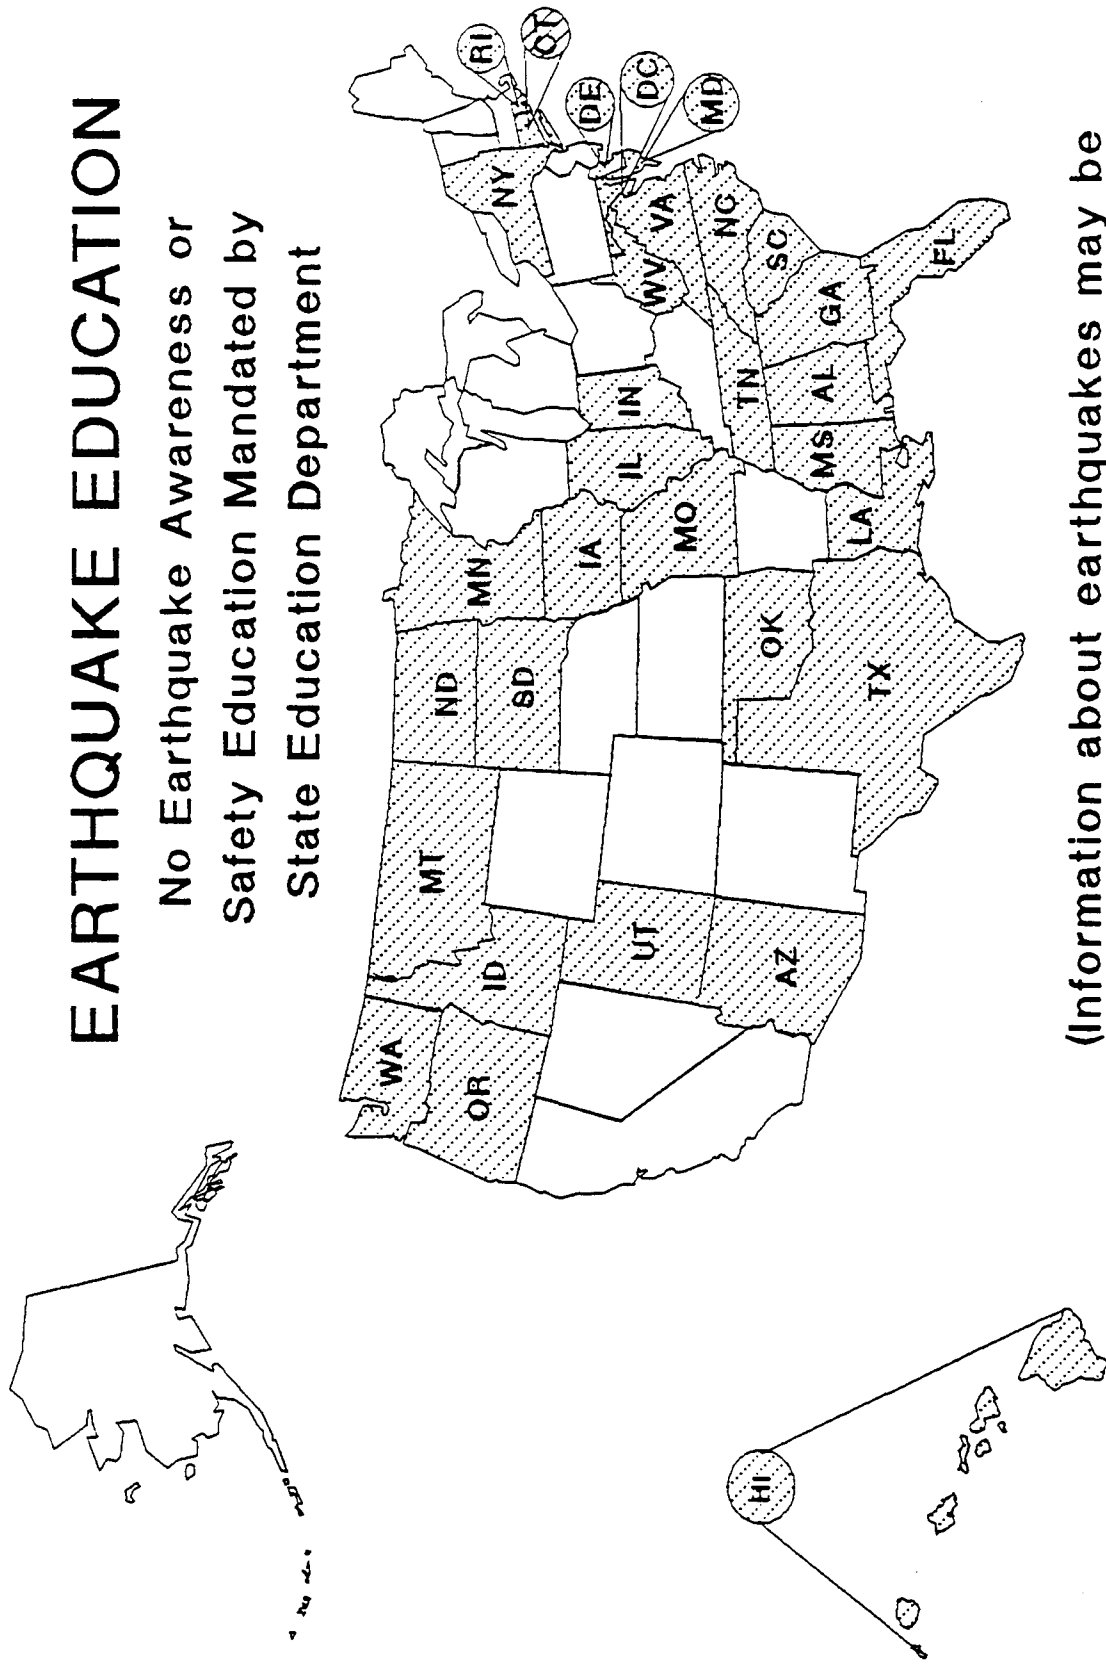 EARTHQUAKE EDUCATION
No Earthquake Awareness or
Safety Education Mandated by
State Education Department
WA
OR
ID
MT
ND
SD
MN
UT
AZ
IA
MO
OK
TX
LA
IL
IN
TN
MS
AL
GA
FL
SC
NC
VA
WV
NY
RI
CT
DE
DC
MD
HI
(Information about earthquakes may be